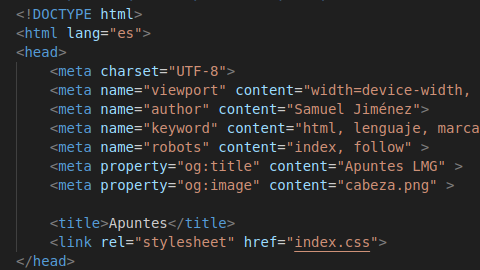 <!DOCTYPE html>
<html lang="es">
<head>
<meta charset="UTF-8">
<meta name="viewport" content="width=device-width,
<meta name="author" content="Samuel Jiménez">
<meta name="keyword" content="html, lenguaje, marca
<meta name="robots" content="index, follow" >
<meta property="og:title" content="Apuntes LMG" >
<meta property="og:image" content="cabeza.png" >
<title>Apuntes</title>
<link rel="stylesheet" href="index.css">
</head>